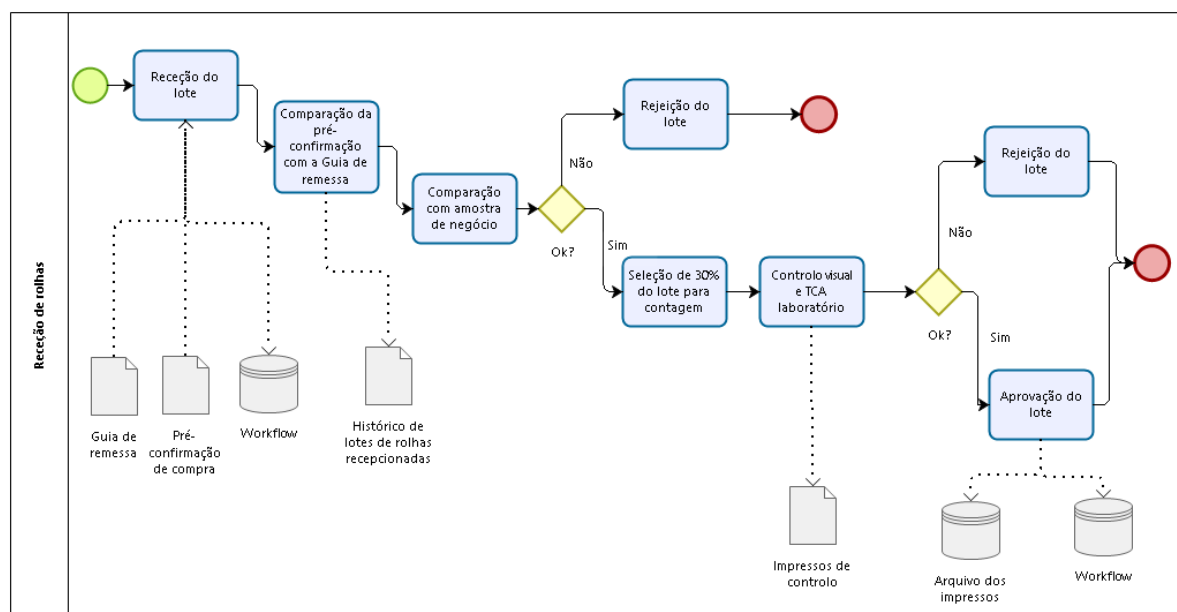 Receção de rolhas
Receção do
lote
Comparação da
pré-
confirmação
com a Guia de
remessa
Comparação
com amostra
de negócio
Ok?
Não
Rejeição do
lote
Sim
Seleção de 30%
do lote para
contagem
Controlo visual
e TCA
laboratório
Ok?
Não
Rejeição do
lote
Sim
Aprovação do
lote
Guia de
remessa
Pré-
confirmação
de compra
Workflow
Histórico de
lotes de rolhas
recepcionadas
Impressos de
controlo
Arquivo dos
impressos
Workflow